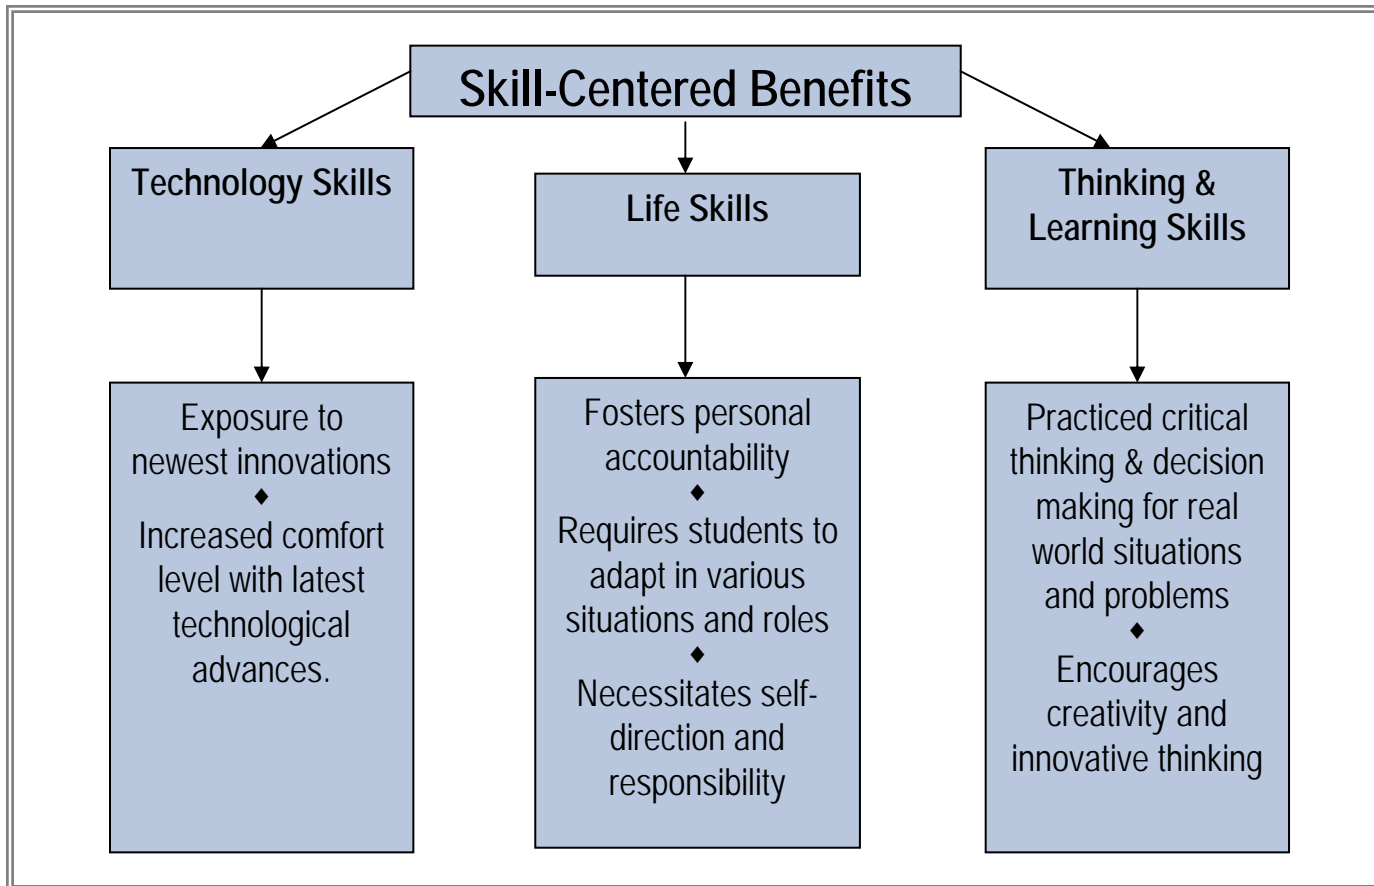 Skill-Centered Benefits
Technology Skills
Life Skills
Thinking &
Learning Skills
Exposure to
newest innovations
♦
Increased comfort
level with latest
technological
advances.
Fosters personal
accountability
♦
Requires students to
adapt in various
situations and roles
♦
Necessitates self-
direction and
responsibility
Practiced critical
thinking & decision
making for real
world situations
and problems
♦
Encourages
creativity and
innovative thinking